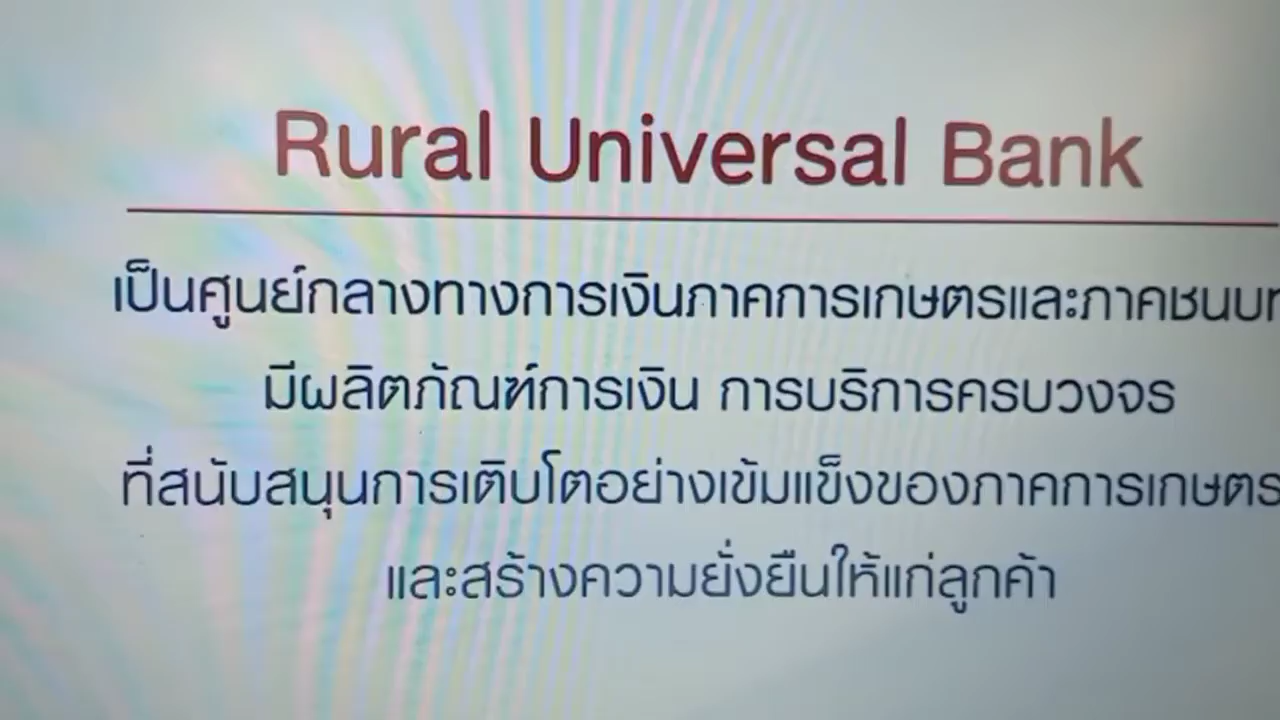 Rural Universal Bank
เป็นศูนย์กลางทางการเงินภาคการเกษตรและภาคชนบท
มีผลิตภัณฑ์การเงิน การบริการครบวงจร
ที่สนับสนุนการเติบโตอย่างเข้มแข็งของภาคการเกษตร
และสร้างความยั่งยืนให้แก่ลูกค้า